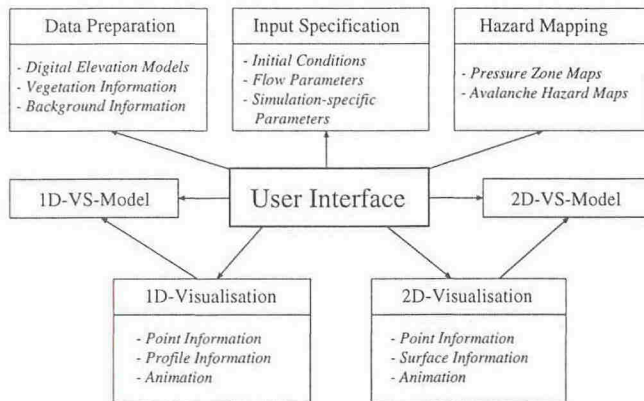 Data Preparation
- Digital Elevation Models
- Vegetation Information
- Background Information
Input Specification
- Initial Conditions
- Flow Parameters
- Simulation-specific
Parameters
Hazard Mapping
- Pressure Zone Maps
- Avalanche Hazard Maps
1D-VS-Model
User Interface
2D-VS-Model
1D-Visualisation
- Point Information
- Profile Information
- Animation
2D-Visualisation
- Point Information
- Surface Information
- Animation